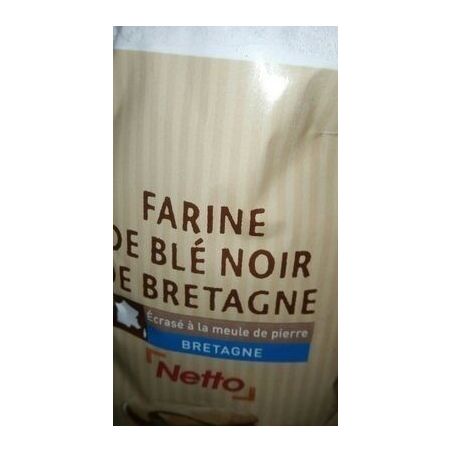 FARINE
DE BLÉ NOIR
DE BRETAGNE
Écrasé à la meule de pierre
BRETAGNE
Netto